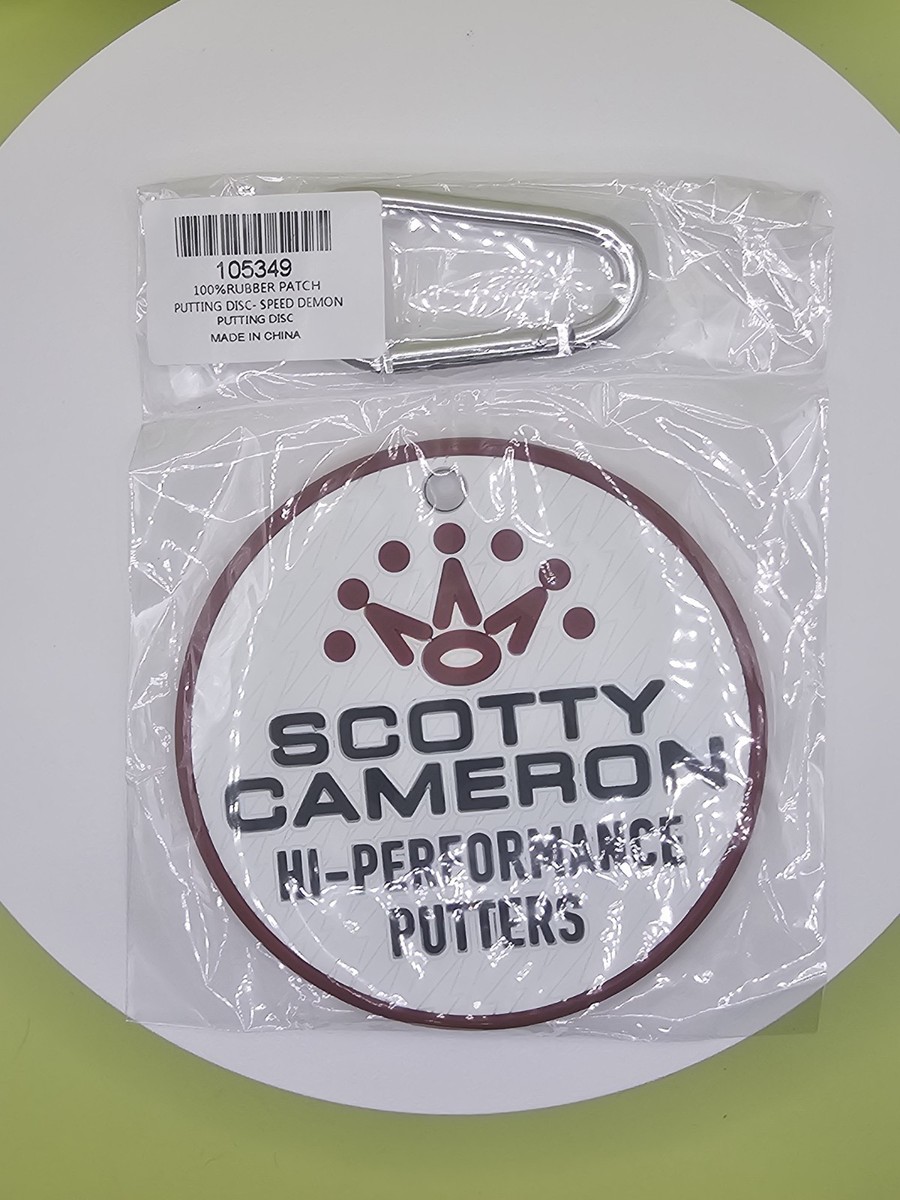 105349
100%RUBBER PATCH
PUTTING DISC- SPEED DEMON
PUTTING DISC
MADE IN CHINA
SCOTTY
CAMERON
HI-PERFORMANCE
PUTTERS